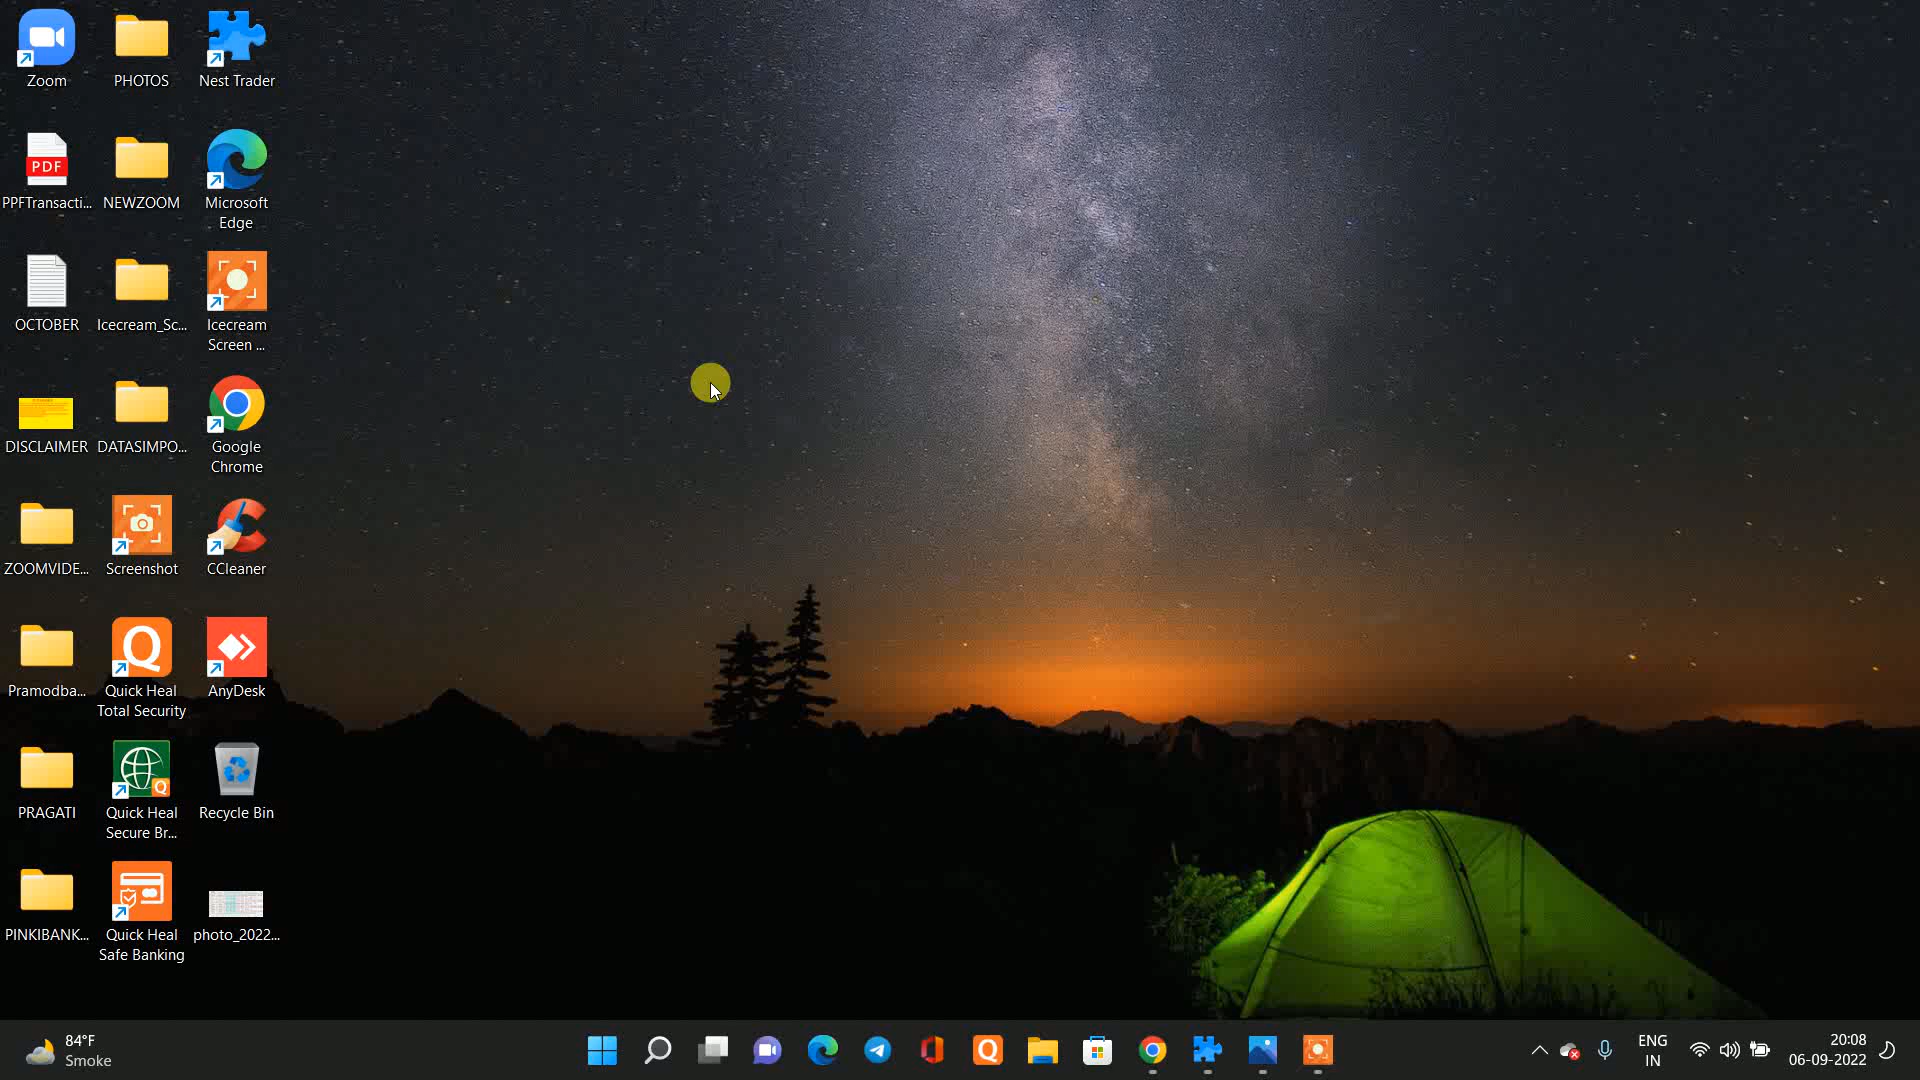 Zoom
PHOTOS
Nest Trader
PDF
PPFTransacti...
NEWZOOM
Microsoft
Edge
OCTOBER
Icecream_Sc...
Icecream
Screen ...
DISCLAIMER
DATASIMPO...
Google
Chrome
ZOOMVIDE...
Screenshot
CCleaner
Pramodba...
Quick Heal
Total Security
AnyDesk
PRAGATI
Quick Heal
Secure Br...
Recycle Bin
PINKIBANK...
Quick Heal
Safe Banking
photo_2022...
84°F
Smoke
ENG
IN
20:08
06-09-2022